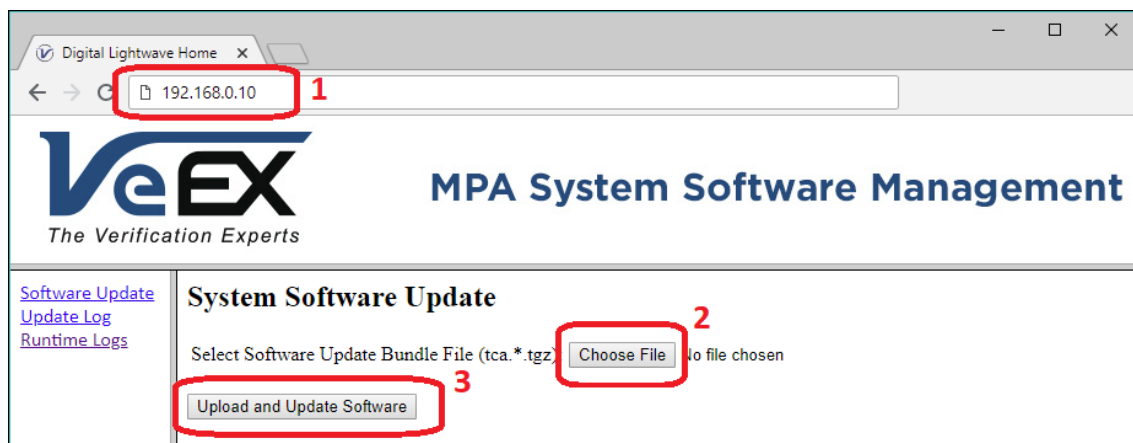 Digital Lightwave Home
192.168.0.10
1
VeEX
The Verification Experts
MPA System Software Management
Software Update
Update Log
Runtime Logs
System Software Update
2
Select Software Update Bundle File (tca.*.tgz) Choose File No file chosen
3
Upload and Update Software